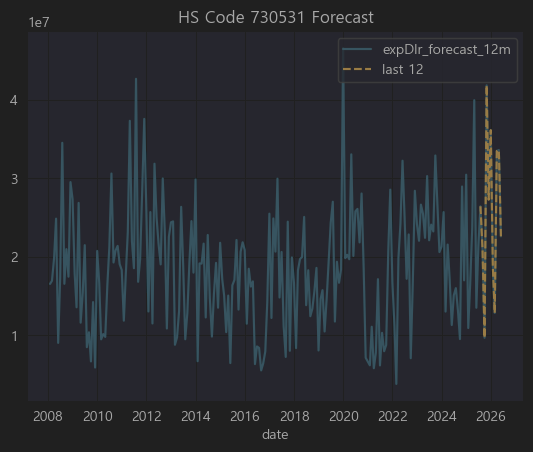 HS Code 730531 Forecast
1e7
expDlr_forecast_12m
last 12
4
3
2
1
2008 2010 2012 2014 2016 2018 2020 2022 2024 2026
date